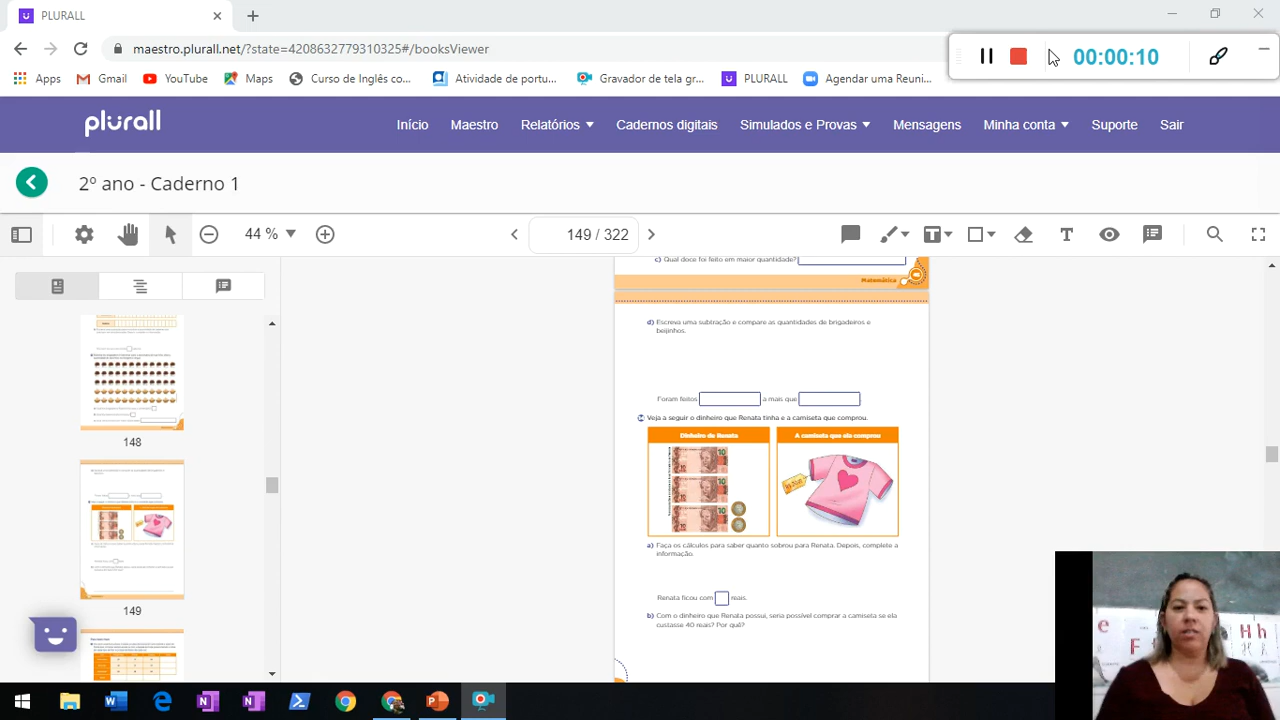 PLURALL
maestro.plurall.net/?state=4208632779310325#/booksViewer
00:00:10
Apps
Gmail
YouTube
Maps
Curso de Inglês co...
Atividade de portu...
Gravador de tela gr...
PLURALL
Agendar uma Reuni...
plurall
Início
Maestro
Relatórios
Cadernos digitais
Simulados e Provas
Mensagens
Minha conta
Suporte
Sair
2º ano - Caderno 1
44 %
149 / 322
148
149
c) Qual doce foi feito em maior quantidade?
Matemática
d) Escreva uma subtração e compare as quantidades de brigadeiros e
beijinhos.
Foram feitos a mais que
Veja a seguir o dinheiro que Renata tinha e a camiseta que comprou.
Dinheiro de Renata
A camiseta que ela comprou
a) Faça os cálculos para saber quanto sobrou para Renata. Depois, complete a
informação.
Renata ficou com reais.
b) Com o dinheiro que Renata possui, seria possível comprar a camiseta se ela
custasse 40 reais? Por quê?